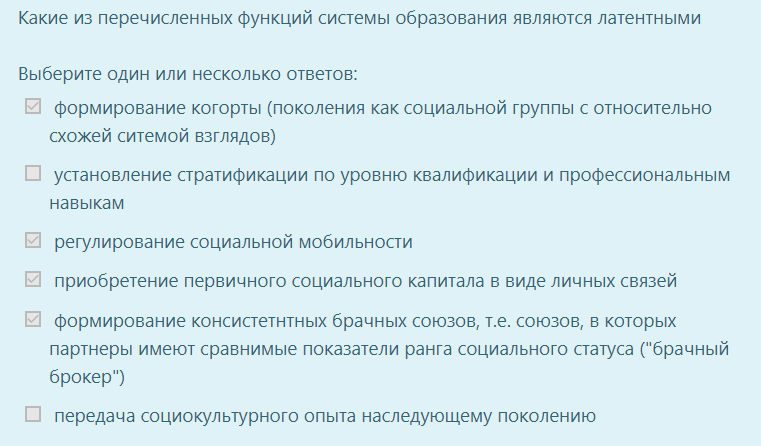 Какие из перечисленных функций системы образования являются латентными
Выберите один или несколько ответов:
формирование когорты (поколения как социальной группы с относительно
схожей ситемой взглядов)
установление стратификации по уровню квалификации и профессиональным
навыкам
регулирование социальной мобильности
приобретение первичного социального капитала в виде личных связей
формирование консистетнтных брачных союзов, т.е. союзов, в которых
партнеры имеют сравнимые показатели ранга социального статуса ("брачный
брокер")
передача социокультурного опыта наследующему поколению